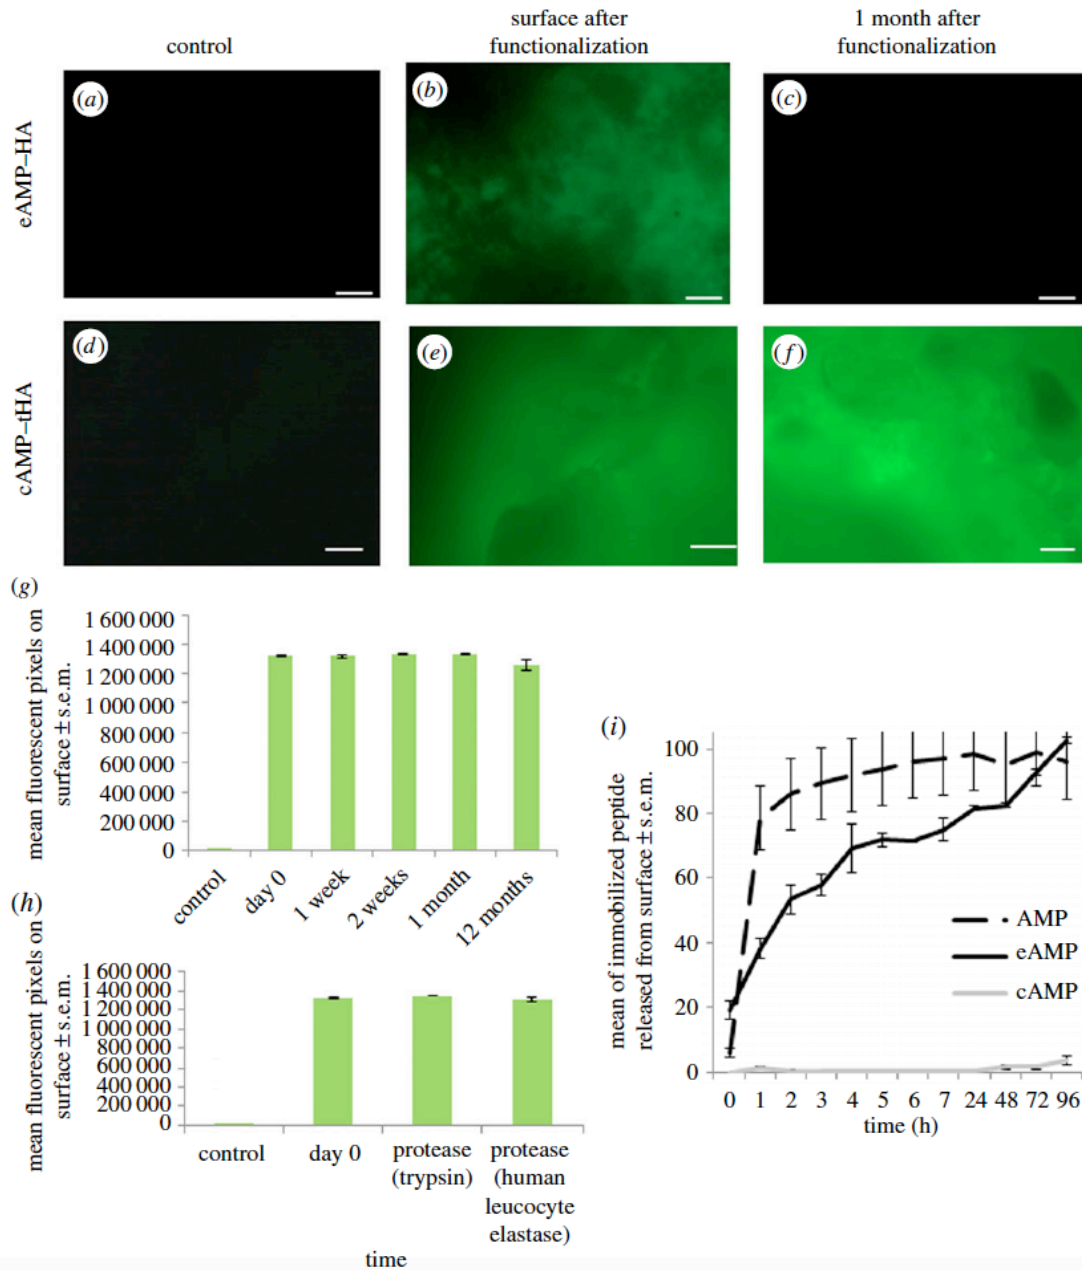 control
surface after
functionalization
1 month after
functionalization
eAMP–HA
(a)
(b)
(c)
cAMP–tHA
(d)
(e)
(f)
(g)
mean fluorescent pixels on
surface ± s.e.m.
1 600 000
1 400 000
1 200 000
1 000 000
800 000
600 000
400 000
200 000
0
control
day 0
1 week
2 weeks
1 month
12 months
(h)
mean fluorescent pixels on
surface ± s.e.m.
1 600 000
1 400 000
1 200 000
1 000 000
800 000
600 000
400 000
200 000
0
control
day 0
protease
(trypsin)
protease
(human
leucocyte
elastase)
time
(i)
mean of immobilized peptide
released from surface ± s.e.m.
100
80
60
40
20
0
AMP
eAMP
cAMP
0 1 2 3 4 5 6 7 24 48 72 96
time (h)